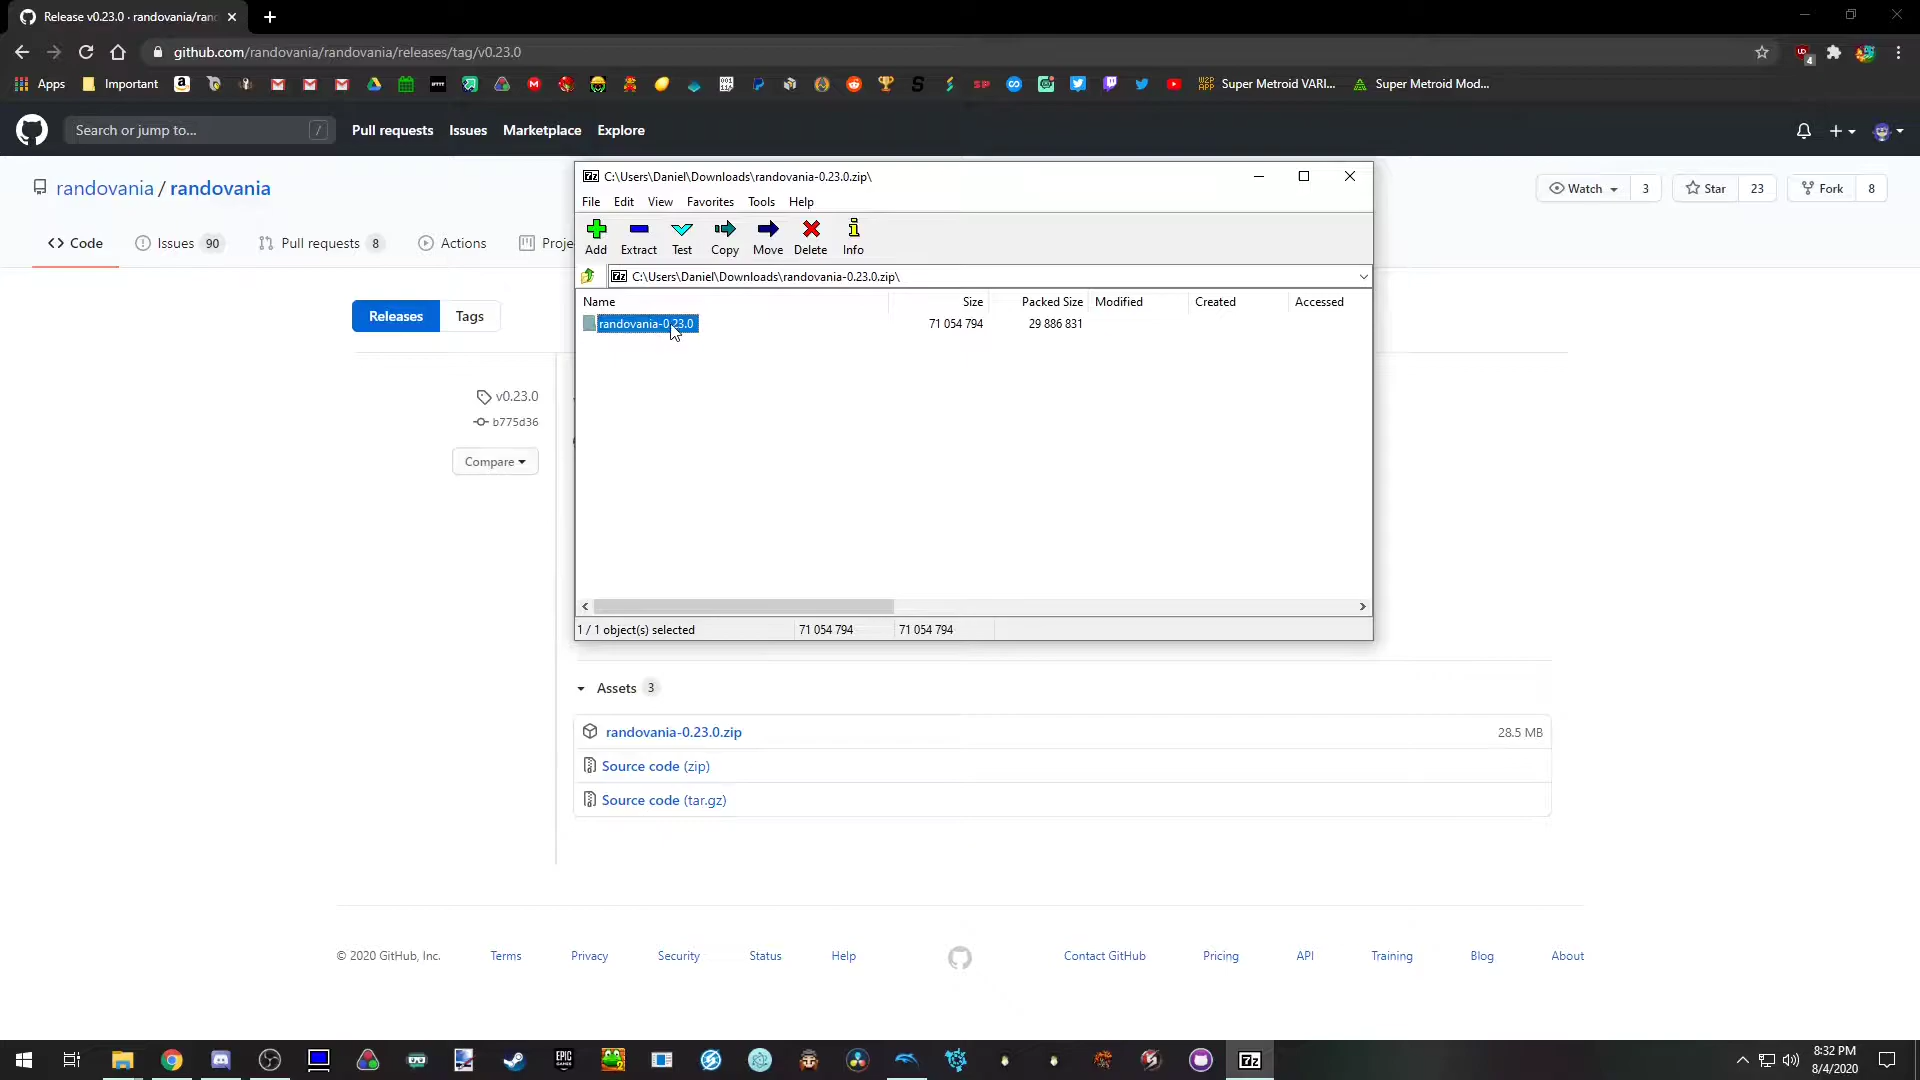 Release v0.23.0 · randovania/ran
github.com/randovania/randovania/releases/tag/v0.23.0
4
Apps
Important
Super Metroid VARI...
Super Metroid Mod...
Search or jump to...
/
Pull requests
Issues
Marketplace
Explore
randovania / randovania
Watch
3
Star
23
Fork
8
Code
Issues 90
Pull requests 8
Actions
Proje
C:\Users\Daniel\Downloads\randovania-0.23.0.zip\
File
Edit
View
Favorites
Tools
Help
Add
Extract
Test
Copy
Move
Delete
Info
C:\Users\Daniel\Downloads\randovania-0.23.0.zip\
Name
Size
Packed Size
Modified
Created
Accessed
randovania-0.23.0
71 054 794
29 886 831
1 / 1 object(s) selected
71 054 794
71 054 794
Releases
Tags
v0.23.0
b775d36
Compare
Assets 3
randovania-0.23.0.zip
28.5 MB
Source code (zip)
Source code (tar.gz)
© 2020 GitHub, Inc.
Terms
Privacy
Security
Status
Help
Contact GitHub
Pricing
API
Training
Blog
About
EPIC
GAMES
7z
8:32 PM
8/4/2020